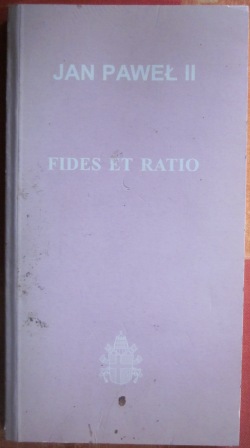 JAN PAWEŁ II
FIDES ET RATIO